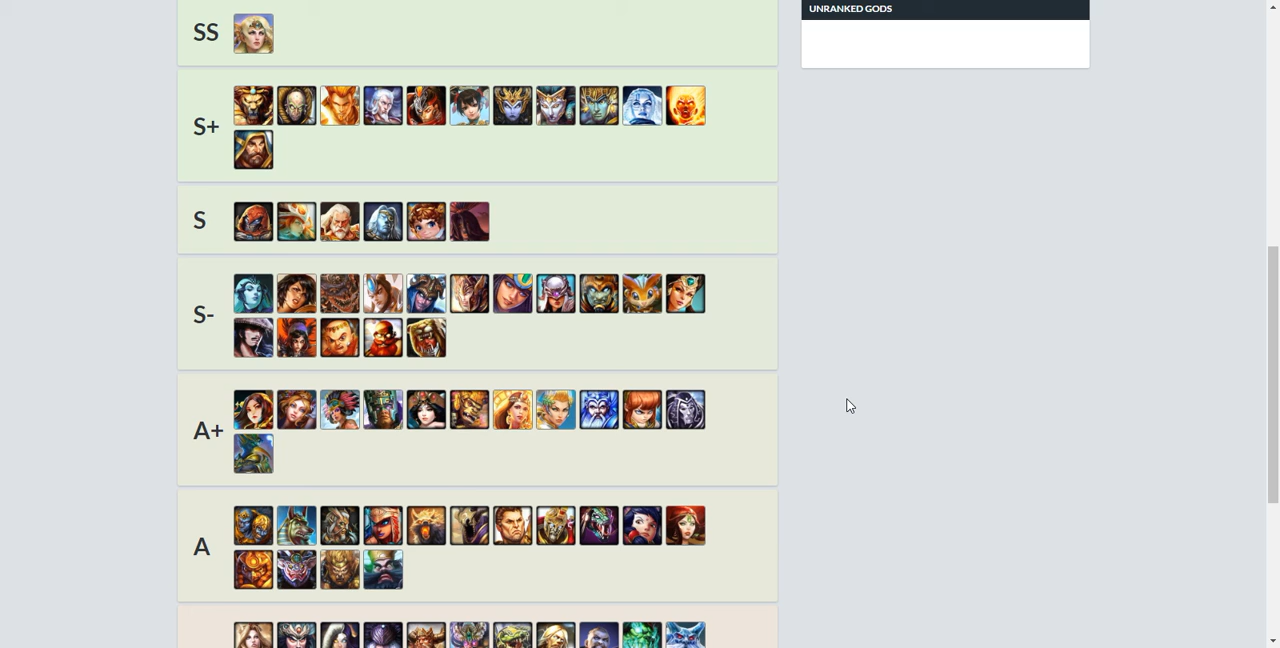 UNRANKED GODS
SS
S+
S
S-
A+
A